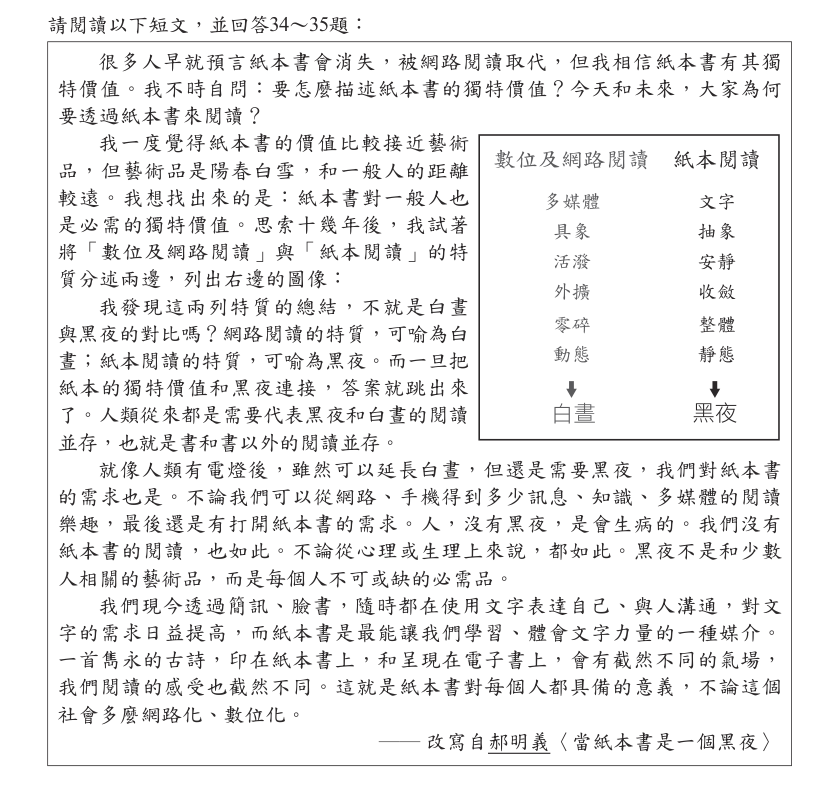 請閱讀以下短文，並回答34～35題：
很多人早就預言紙本書會消失，被網路閱讀取代，但我相信紙本書有其獨
特價值。我不時自問：要怎麼描述紙本書的獨特價值？今天和未來，大家為何
要透過紙本書來閱讀？
我一度覺得紙本書的價值比較接近藝術
品，但藝術品是陽春白雪，和一般人的距離
較遠。我想找出來的是：紙本書對一般人也
是必需的獨特價值。思索十幾年後，我試著
將「數位及網路閱讀」與「紙本閱讀」的特
質分述兩邊，列出右邊的圖像：
我發現這兩列特質的總結，不就是白晝
與黑夜的對比嗎？網路閱讀的特質，可喻為白
晝；紙本閱讀的特質，可喻為黑夜。而一旦把
紙本的獨特價值和黑夜連接，答案就跳出來
了。人類從來都是需要代表黑夜和白晝的閱讀
並存，也就是書和書以外的閱讀並存。
數位及網路閱讀 紙本閱讀
多媒體 文字
具象 抽象
活潑 安靜
外擴 收斂
零碎 整體
動態 靜態
白晝 黑夜
就像人類有電燈後，雖然可以延長白晝，但還是需要黑夜，我們對紙本書
的需求也是。不論我們可以從網路、手機得到多少訊息、知識、多媒體的閱讀
樂趣，最後還是有打開紙本書的需求。人，沒有黑夜，是會生病的。我們沒有
紙本書的閱讀，也如此。不論從心理或生理上來說，都如此。黑夜不是和少數
人相關的藝術品，而是每個人不可或缺的必需品。
我們現今透過簡訊、臉書，隨時都在使用文字表達自己、與人溝通，對文
字的需求日益提高，而紙本書是最能讓我們學習、體會文字力量的一種媒介。
一首雋永的古詩，印在紙本書上，和呈現在電子書上，會有截然不同的氣場，
我們閱讀的感受也截然不同。這就是紙本書對每個人都具備的意義，不論這個
社會多麼網路化、數位化。
—— 改寫自郝明義〈當紙本書是一個黑夜〉